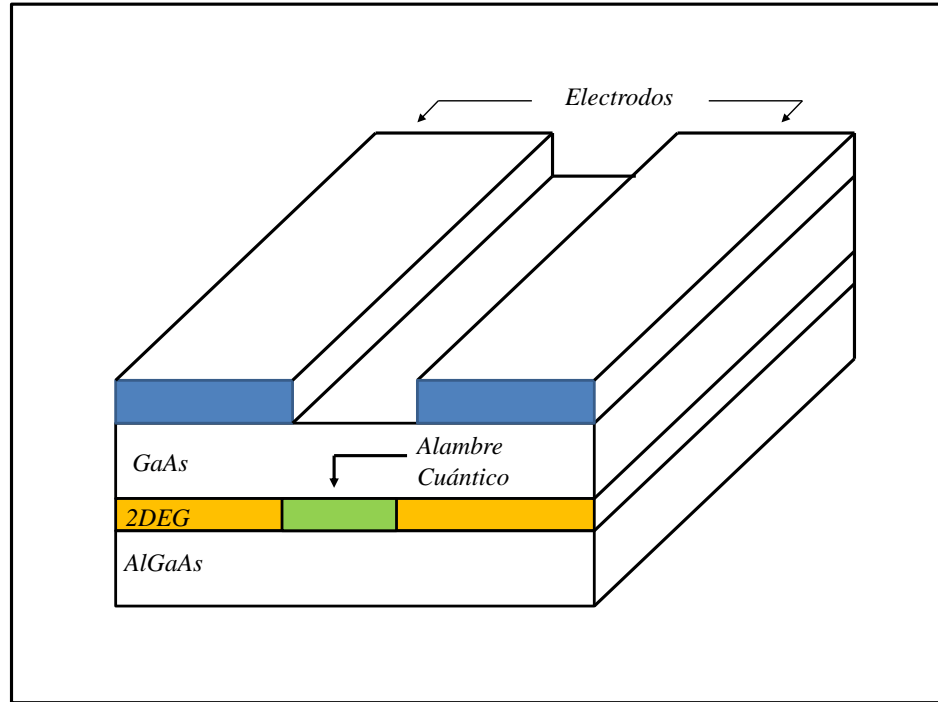 Electrodos
GaAs
Alambre
Cuántico
2DEG
AlGaAs